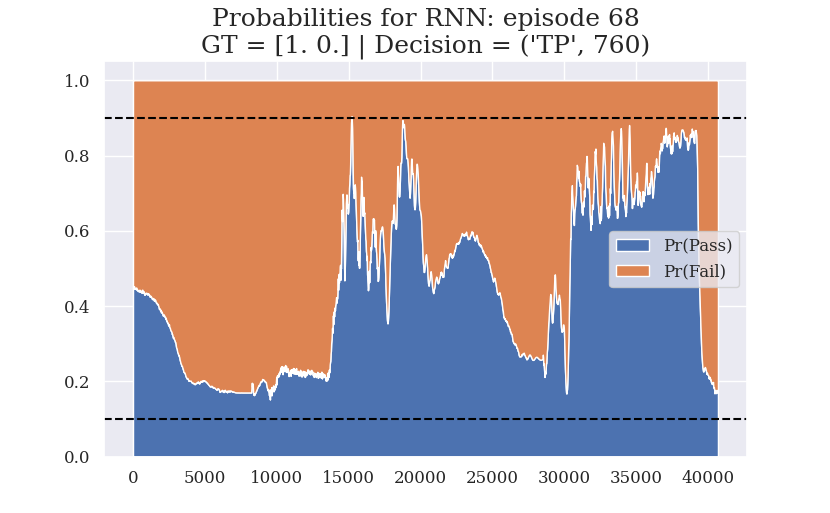 Probabilities for RNN: episode 68
GT = [1. 0.] | Decision = ('TP', 760)
1.0
0.8
0.6
0.4
0.2
0.0
Pr(Pass)
Pr(Fail)
0 5000 10000 15000 20000 25000 30000 35000 40000